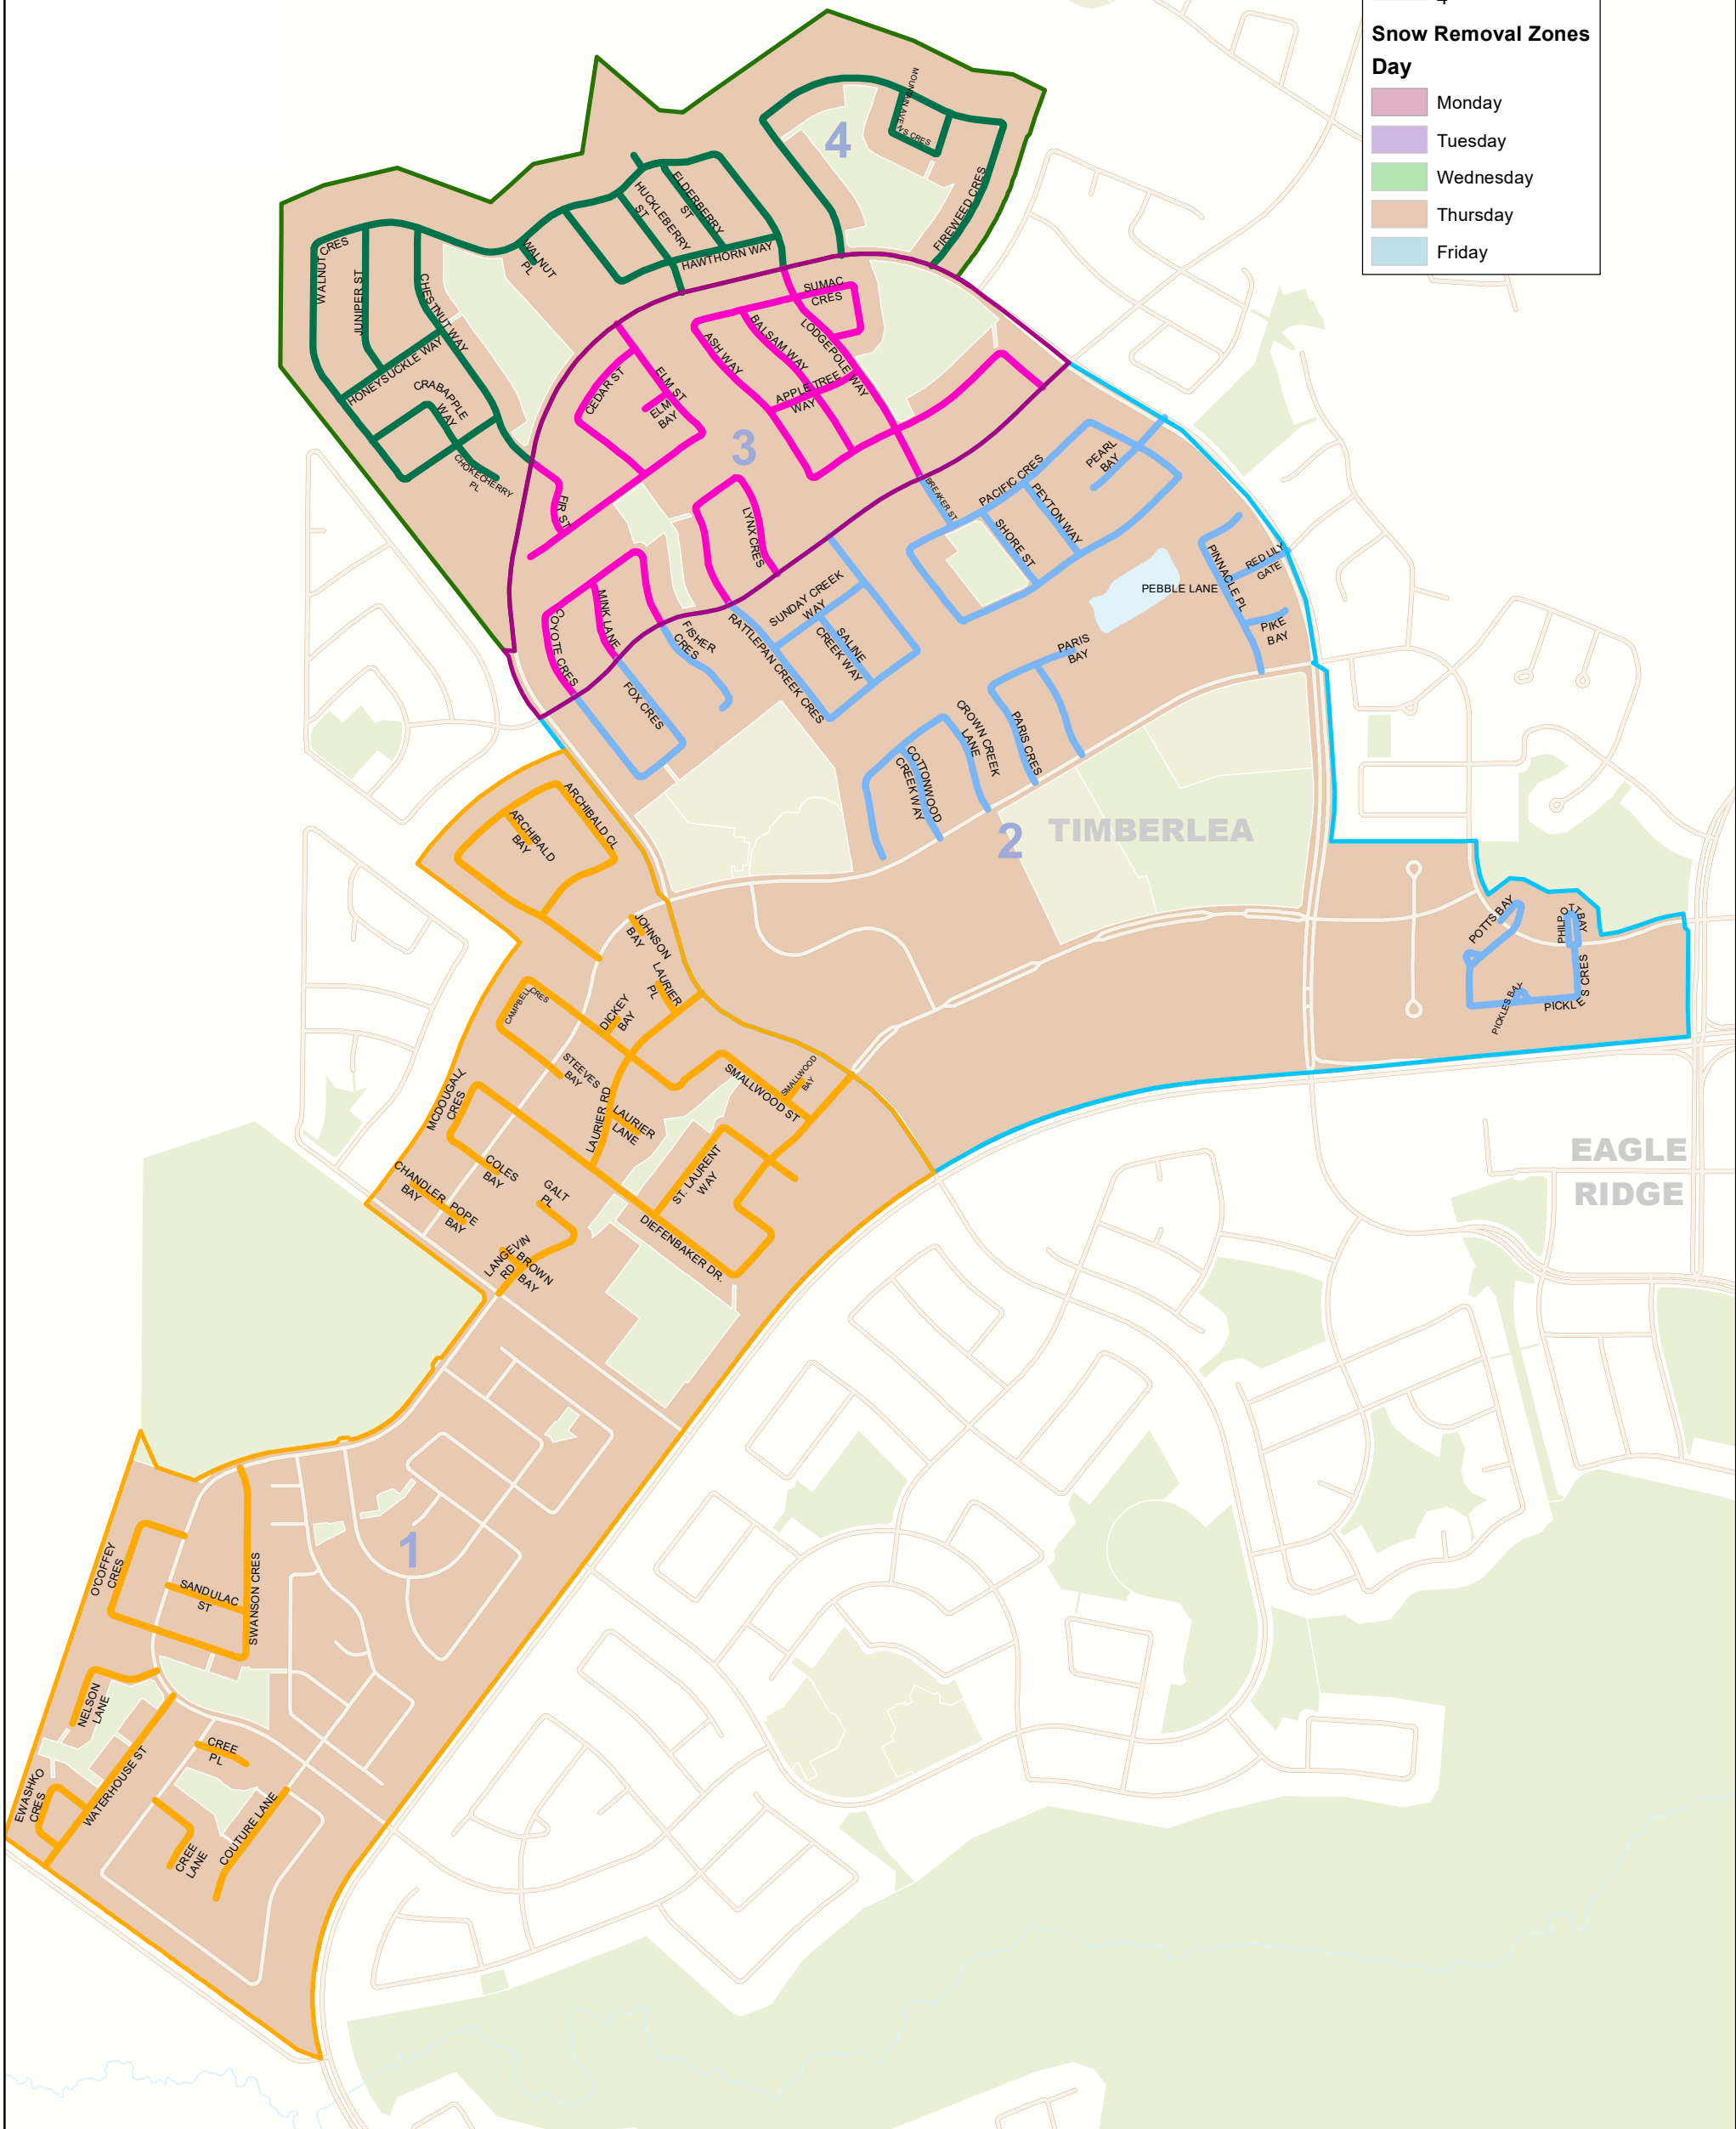 4
Snow Removal Zones
Day
Monday
Tuesday
Wednesday
Thursday
Friday
4
FIREWEED CRES
ELDERBERRY
ST
HUCKLEBERRY
ST
HAWTHORN WAY
WALNUT
PL
WALNUT
CRES
JUNIPER ST
CHESTNUT WAY
HONEYSUCKLE WAY
CRABAPPLE
WAY
CHOKECHERRY
PL
SUMAC
CRES
LODGEPOLE WAY
BALSAM WAY
ASH WAY
APPLE TREE
WAY
CEDAR ST
ELM ST
ELM
BAY
3
FIR ST
LYNX CRES
MINK LANE
COYOTE CRES
FISHER
CRES
FOX CRES
BREAKER ST
PACIFIC CRES
PEARL
BAY
PEYTON WAY
SHORE ST
PINNACLE PL
RED LILY
GATE
PEBBLE LANE
PIKE
BAY
SUNDAY CREEK
WAY
SALINE
CREEK WAY
RATTLEPAN CREEK CRES
PARIS
BAY
PARIS CRES
CROWN CREEK
LANE
COTTONWOOD
CREEK WAY
2
TIMBERLEA
POTTS BAY
PHILPOTT BAY
PICKLES BAY
PICKLES CRES
EAGLE
RIDGE
ARCHIBALD CL
ARCHIBALD
BAY
JOHNSON
BAY
LAURIER
PL
CAMPBELL CRES
DICKEY
BAY
STEEVES
BAY
SMALLWOOD ST
SMALLWOOD
BAY
MCDOUGALL
CRES
LAURIER RD
LAURIER
LANE
ST. LAURENT
WAY
COLES
BAY
CHANDLER
BAY
POPE
BAY
GALT
PL
DIEFENBAKER DR.
LANGEVIN
RD
BROWN
BAY
1
O'COFFEY
CRES
SANDULAC
ST
SWANSON CRES
NELSON
LANE
CREE
PL
WATERHOUSE ST
EWASHKO
CRES
CREE
LANE
COUTURE LANE